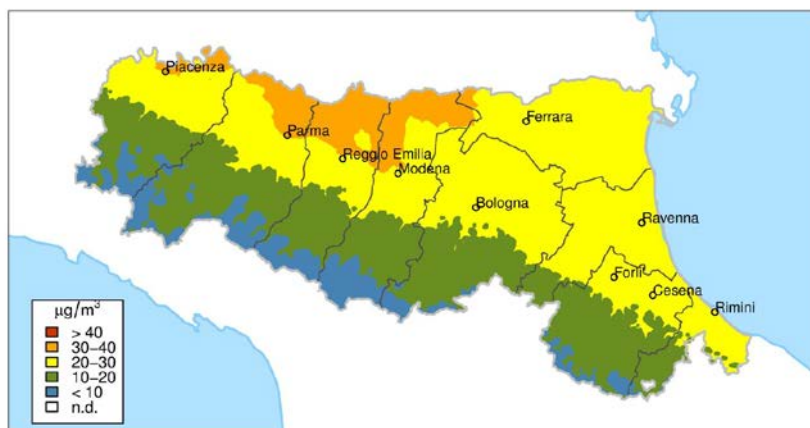 Piacenza
Parma
Ferrara
Reggio Emilia
Modena
Bologna
Ravenna
Forlì
Cesena
Rimini
µg/m³
> 40
30–40
20–30
10–20
< 10
n.d.